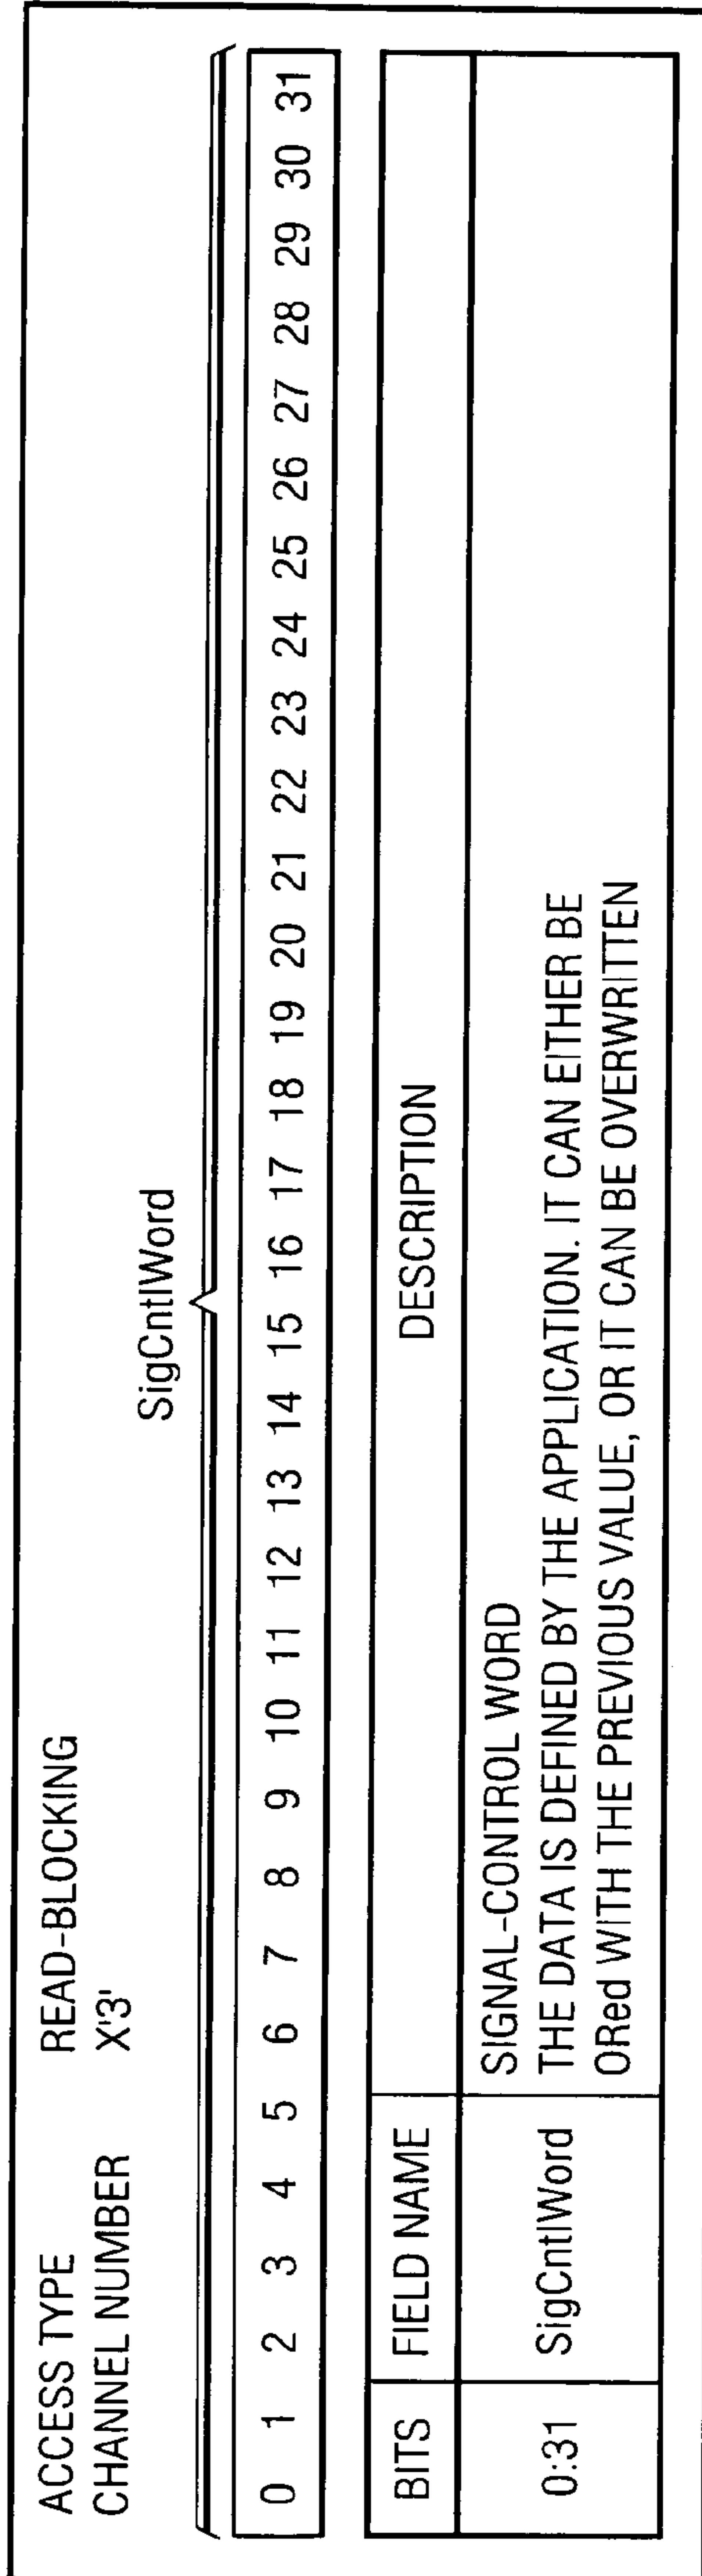 ACCESS TYPE READ-BLOCKING
CHANNEL NUMBER X'3'
SigCntlWord
0 1 2 3 4 5 6 7 8 9 10 11 12 13 14 15 16 17 18 19 20 21 22 23 24 25 26 27 28 29 30 31
BITS FIELD NAME DESCRIPTION
0:31 SigCntlWord SIGNAL-CONTROL WORD
THE DATA IS DEFINED BY THE APPLICATION. IT CAN EITHER BE
ORed WITH THE PREVIOUS VALUE, OR IT CAN BE OVERWRITTEN